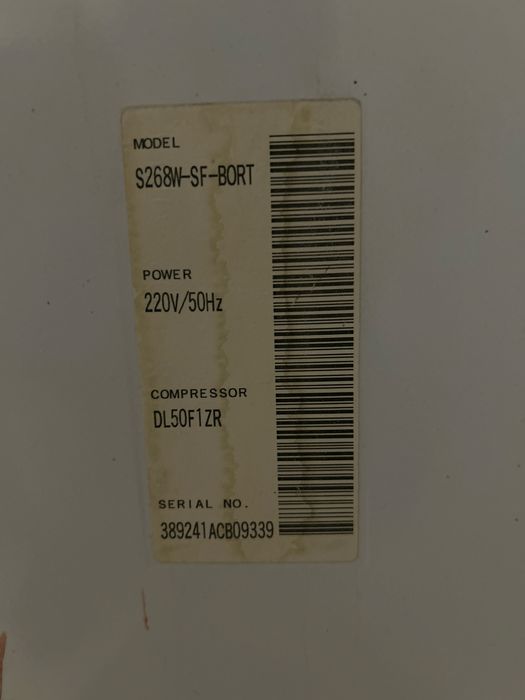 MODEL
S268W-SF-BORT
POWER
220V/50Hz
COMPRESSOR
DL50F1ZR
SERIAL NO.
389241ACB09339